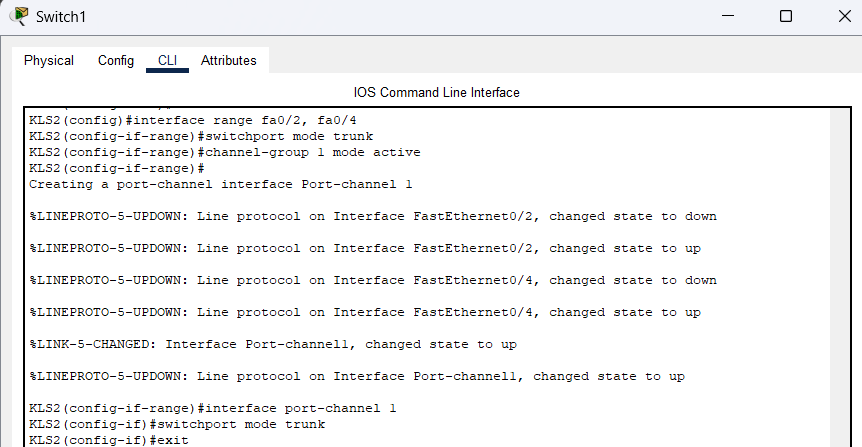 Switch1
Physical Config CLI Attributes
IOS Command Line Interface
KLS2(config)#interface range fa0/2, fa0/4
KLS2(config-if-range)#switchport mode trunk
KLS2(config-if-range)#channel-group 1 mode active
KLS2(config-if-range)#
Creating a port-channel interface Port-channel 1
%LINEPROTO-5-UPDOWN: Line protocol on Interface FastEthernet0/2, changed state to down
%LINEPROTO-5-UPDOWN: Line protocol on Interface FastEthernet0/2, changed state to up
%LINEPROTO-5-UPDOWN: Line protocol on Interface FastEthernet0/4, changed state to down
%LINEPROTO-5-UPDOWN: Line protocol on Interface FastEthernet0/4, changed state to up
%LINK-5-CHANGED: Interface Port-channel1, changed state to up
%LINEPROTO-5-UPDOWN: Line protocol on Interface Port-channel1, changed state to up
KLS2(config-if-range)#interface port-channel 1
KLS2(config-if)#switchport mode trunk
KLS2(config-if)#exit